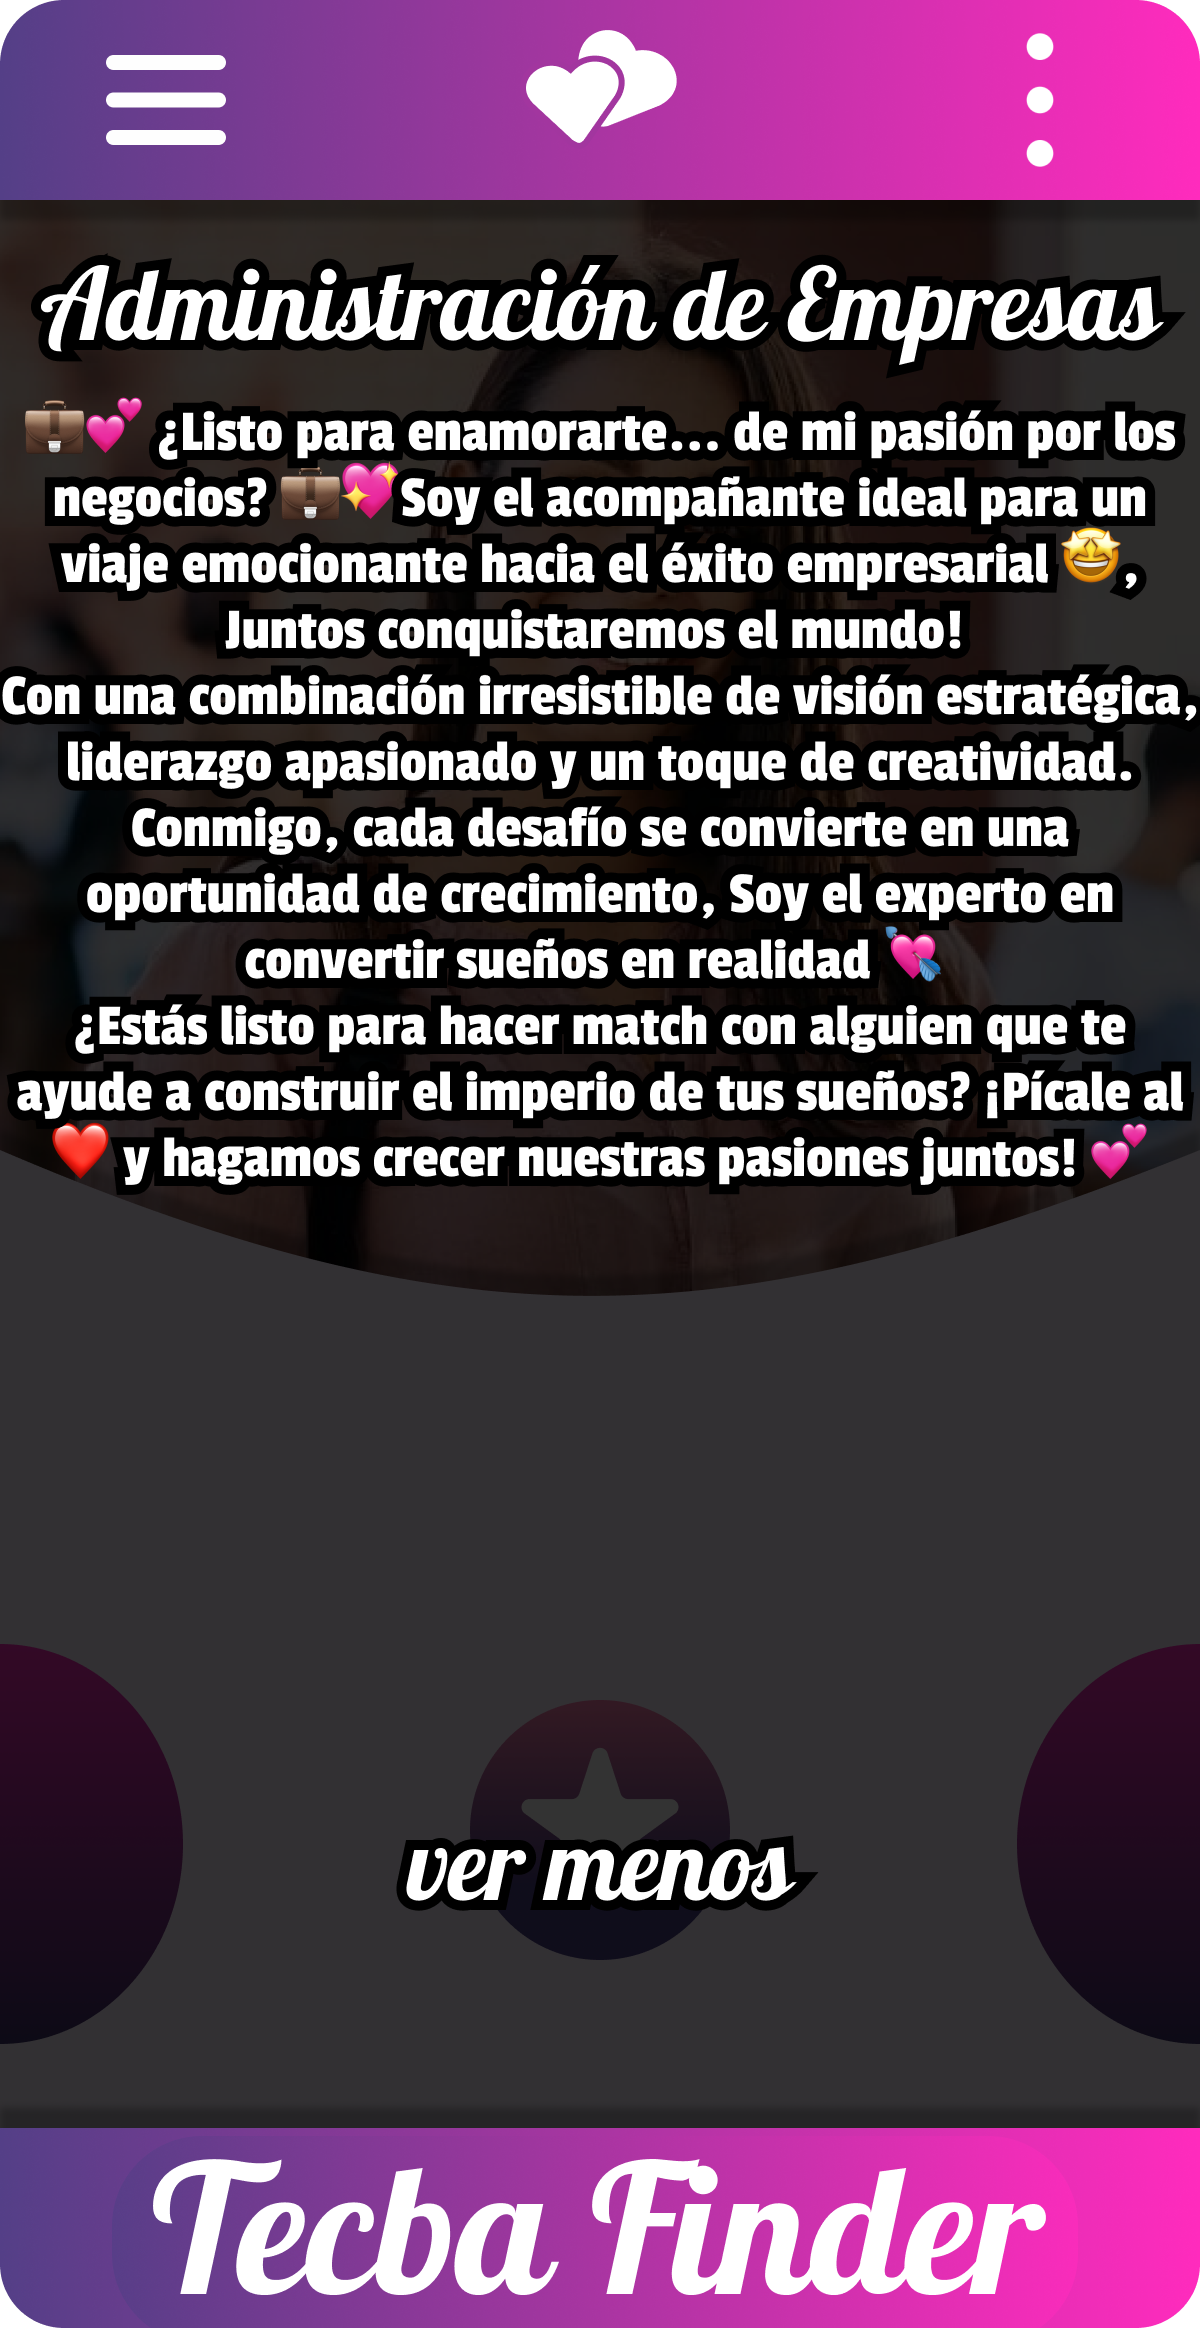 Administración de Empresas
💼💕 ¿Listo para enamorarte... de mi pasión por los
negocios? 💼💖Soy el acompañante ideal para un
viaje emocionante hacia el éxito empresarial 🤩,
Juntos conquistaremos el mundo!
Con una combinación irresistible de visión estratégica,
liderazgo apasionado y un toque de creatividad.
Conmigo, cada desafío se convierte en una
oportunidad de crecimiento, Soy el experto en
convertir sueños en realidad 💘
¿Estás listo para hacer match con alguien que te
ayude a construir el imperio de tus sueños? ¡Pícale al
❤️ y hagamos crecer nuestras pasiones juntos! 💕
ver menos
Tecba Finder